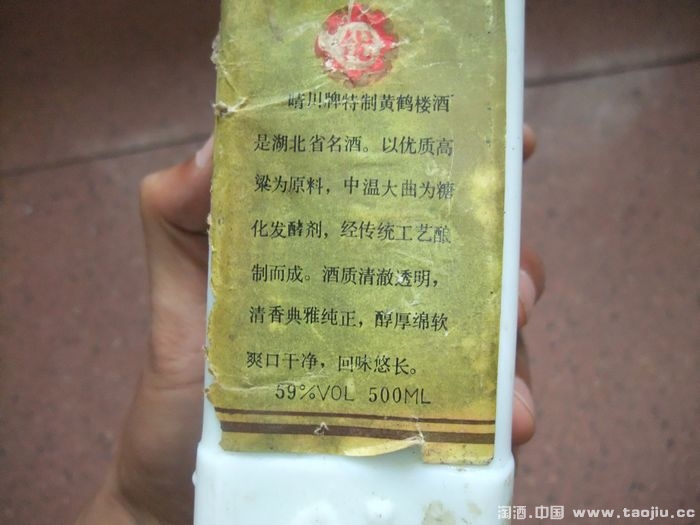 优
晴川牌特制黄鹤楼酒
是湖北省名酒。以优质高
粱为原料，中温大曲为糖
化发酵剂，经传统工艺酿
制而成。酒质清澈透明，
清香典雅纯正，醇厚绵软
爽口干净，回味悠长。
59%VOL 500ML
淘酒.中国 www.taojiu.cc